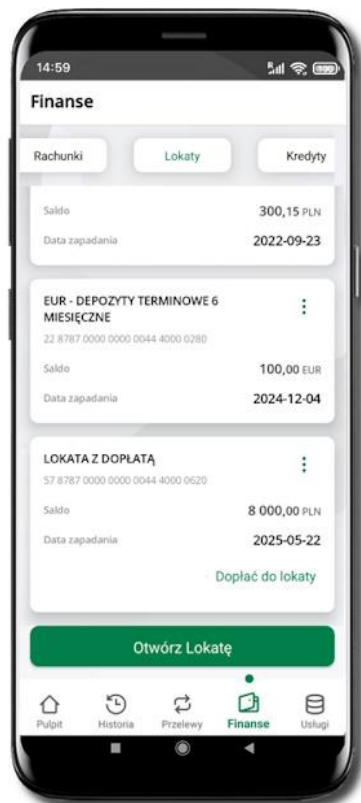 14:59
Finanse
Rachunki Lokaty Kredyty
Saldo 300,15 PLN
Data zapadania 2022-09-23
EUR - DEPOZYTY TERMINOWE 6
MIESIĘCZNE
22 8787 0000 0000 0044 4000 0280
Saldo 100,00 EUR
Data zapadania 2024-12-04
LOKATA Z DOPŁATĄ
57 8787 0000 0000 0044 4000 0620
Saldo 8 000,00 PLN
Data zapadania 2025-05-22
Dopłać do lokaty
Otwórz Lokatę
Pulpit Historia Przelewy Finanse Usługi